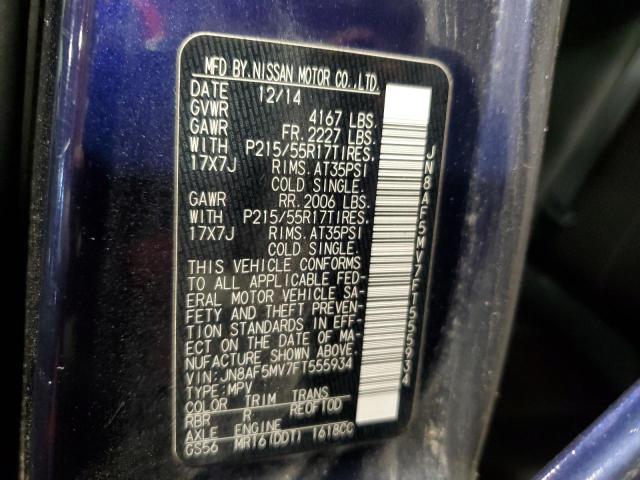 MFD BY. NISSAN MOTOR CO., LTD.
DATE 12/14
GVWR 4167 LBS.
GAWR FR. 2227 LBS.
WITH P215/55R17TIRES.
17X7J RIMS. AT35PSI
COLD SINGLE.
GAWR RR. 2006 LBS.
WITH P215/55R17TIRES.
17X7J RIMS. AT35PSI
COLD SINGLE.
THIS VEHICLE CONFORMS
TO ALL APPLICABLE FED-
ERAL MOTOR VEHICLE SA-
FETY AND THEFT PREVEN-
TION STANDARDS IN EFF-
ECT ON THE DATE OF MA-
NUFACTURE SHOWN ABOVE.
VIN: JN8AF5MV7FT555934
TYPE: MPV
COLOR TRIM TRANS
RBR R RE0F10D
AXLE ENGINE
GS56 MR16(DDT) 1618CC
JN8AF5MV7FT555934